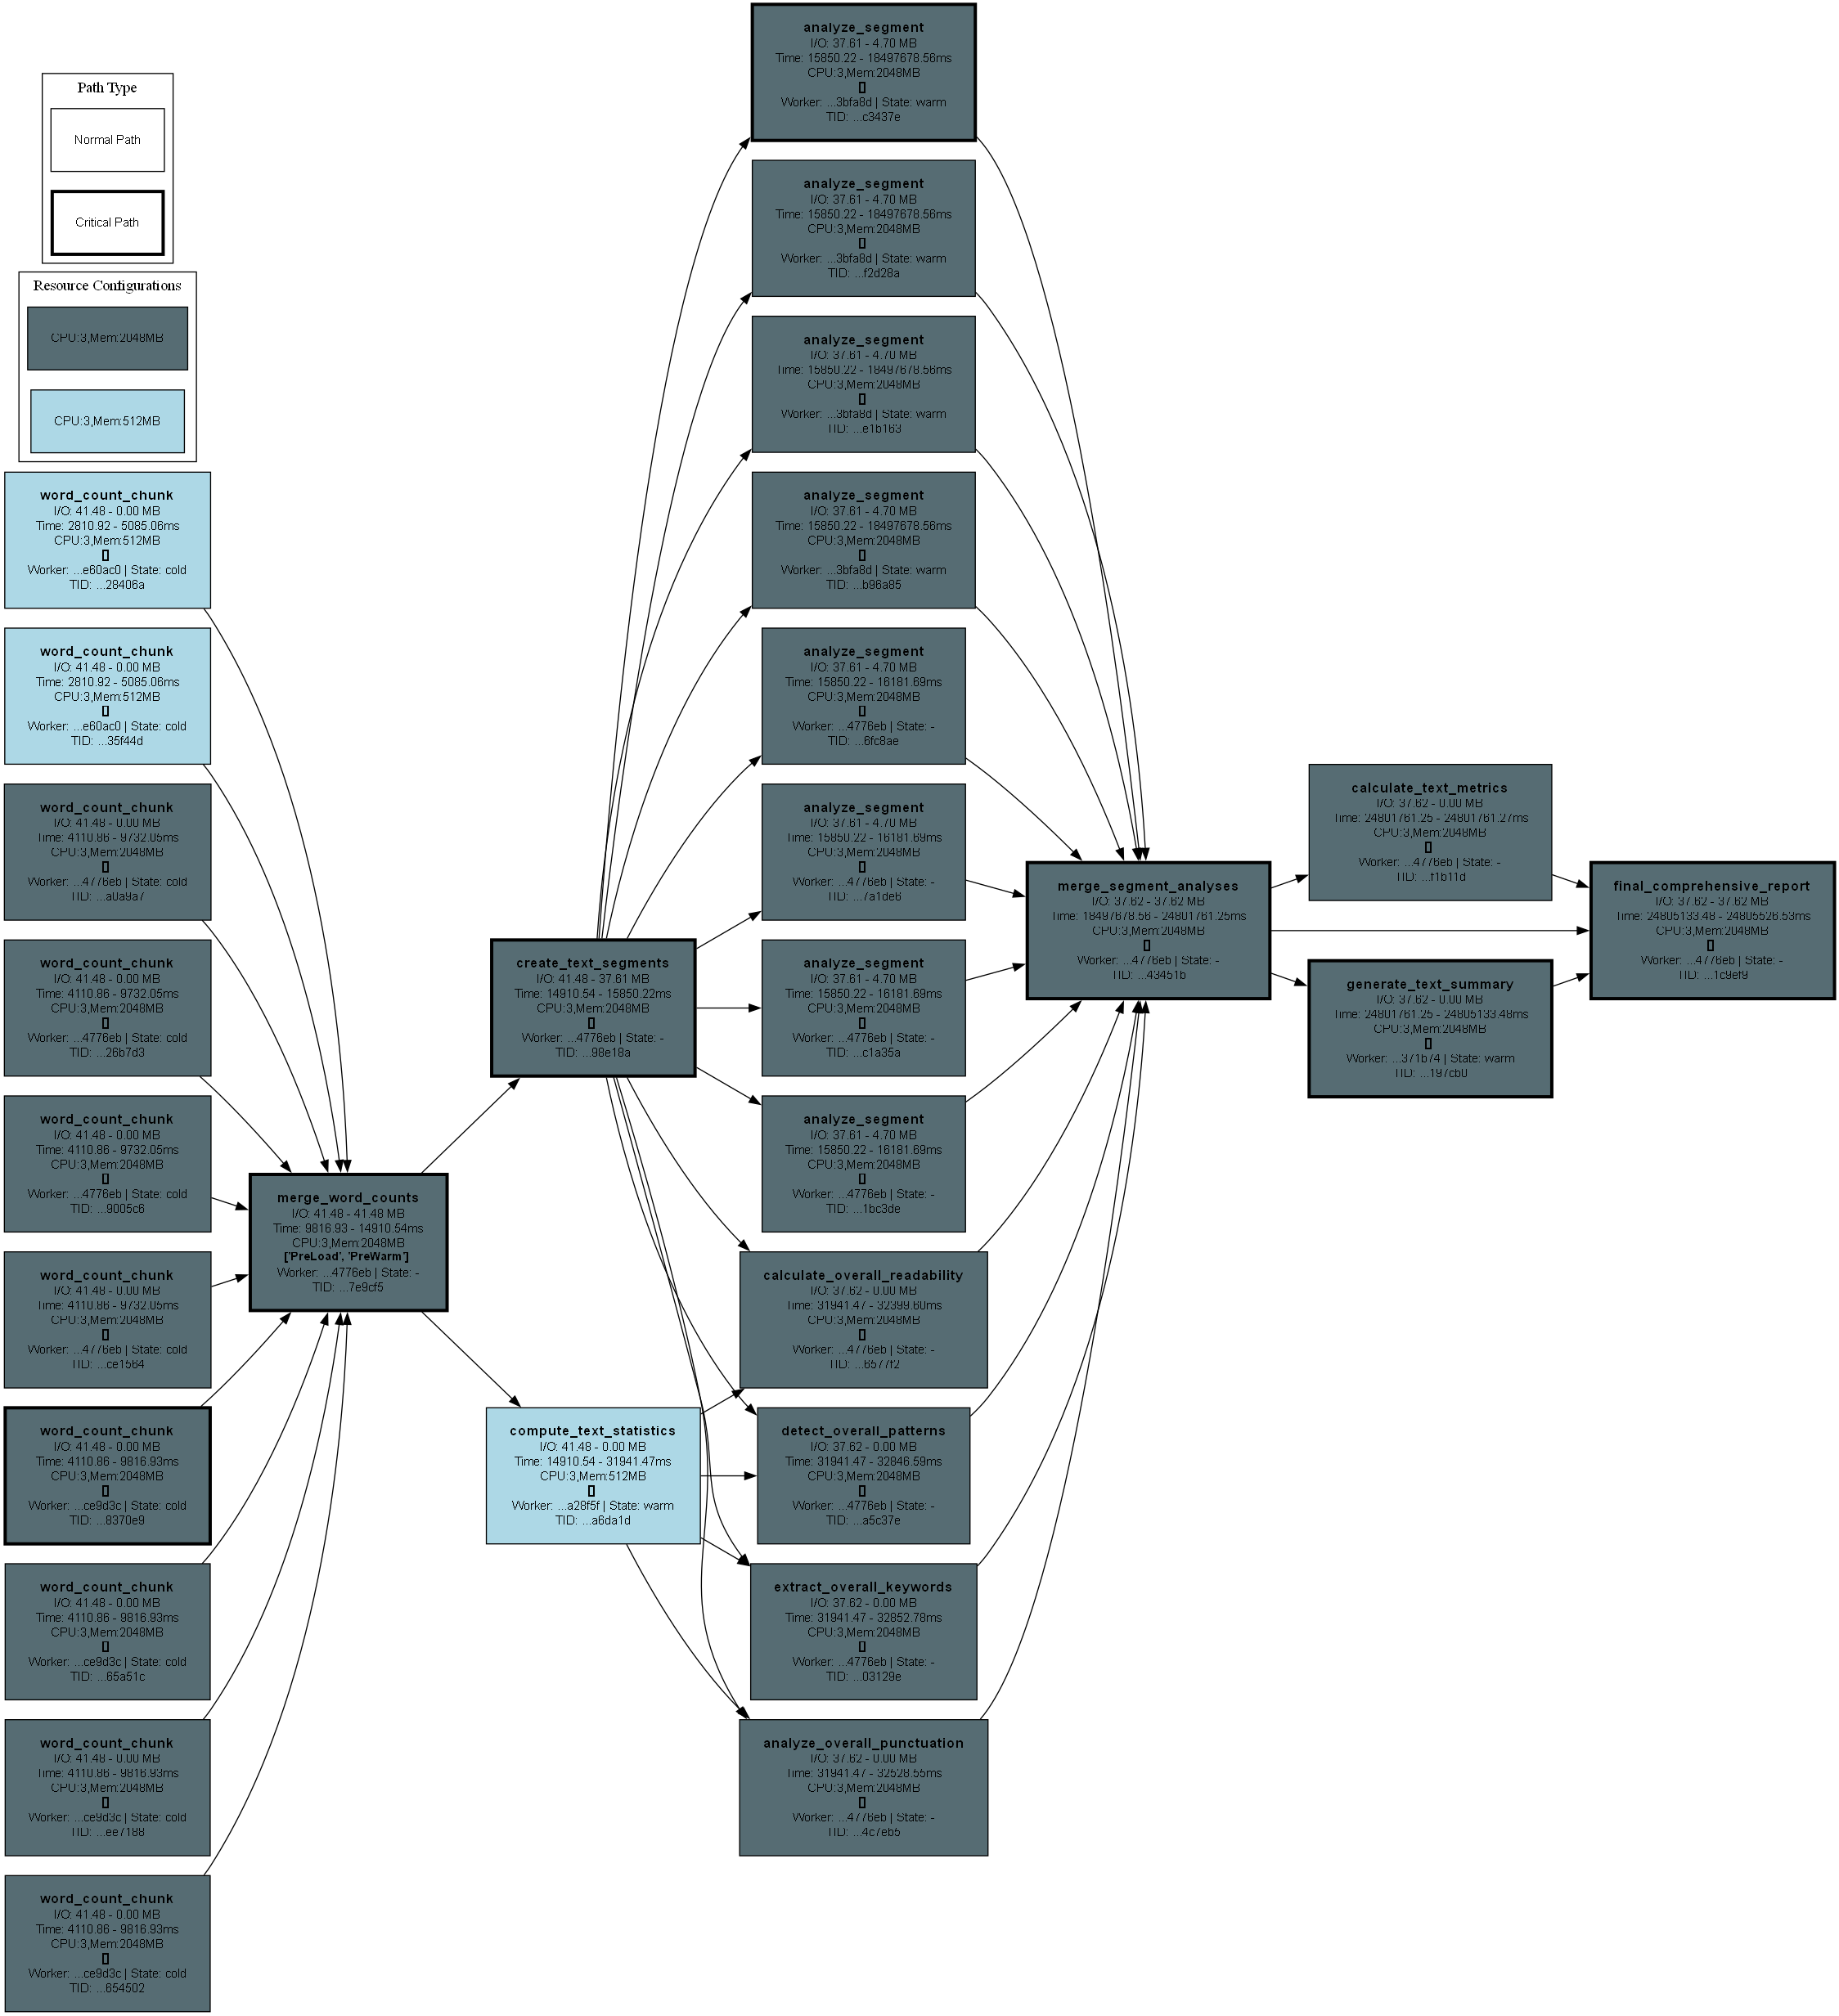 Path Type
Normal Path
Critical Path
Resource Configurations
CPU:3,Mem:2048MB
CPU:3,Mem:512MB
word_count_chunk
I/O: 41.48 - 0.00 MB
Time: 2810.92 - 5085.06ms
CPU:3,Mem:512MB
[]
Worker: ...e60ac0 | State: cold
TID: ...28406a
word_count_chunk
I/O: 41.48 - 0.00 MB
Time: 2810.92 - 5085.06ms
CPU:3,Mem:512MB
[]
Worker: ...e60ac0 | State: cold
TID: ...35f44d
word_count_chunk
I/O: 41.48 - 0.00 MB
Time: 4110.86 - 9732.05ms
CPU:3,Mem:2048MB
[]
Worker: ...4776eb | State: cold
TID: ...a0a9a7
word_count_chunk
I/O: 41.48 - 0.00 MB
Time: 4110.86 - 9732.05ms
CPU:3,Mem:2048MB
[]
Worker: ...4776eb | State: cold
TID: ...26b7d3
word_count_chunk
I/O: 41.48 - 0.00 MB
Time: 4110.86 - 9732.05ms
CPU:3,Mem:2048MB
[]
Worker: ...4776eb | State: cold
TID: ...9005c6
word_count_chunk
I/O: 41.48 - 0.00 MB
Time: 4110.86 - 9732.05ms
CPU:3,Mem:2048MB
[]
Worker: ...4776eb | State: cold
TID: ...ce1564
word_count_chunk
I/O: 41.48 - 0.00 MB
Time: 4110.86 - 9816.93ms
CPU:3,Mem:2048MB
[]
Worker: ...ce9d3c | State: cold
TID: ...8370e9
word_count_chunk
I/O: 41.48 - 0.00 MB
Time: 4110.86 - 9816.93ms
CPU:3,Mem:2048MB
[]
Worker: ...ce9d3c | State: cold
TID: ...65a51c
word_count_chunk
I/O: 41.48 - 0.00 MB
Time: 4110.86 - 9816.93ms
CPU:3,Mem:2048MB
[]
Worker: ...ce9d3c | State: cold
TID: ...ee7188
word_count_chunk
I/O: 41.48 - 0.00 MB
Time: 4110.86 - 9816.93ms
CPU:3,Mem:2048MB
[]
Worker: ...ce9d3c | State: cold
TID: ...654502
merge_word_counts
I/O: 41.48 - 41.48 MB
Time: 9816.93 - 14910.54ms
CPU:3,Mem:2048MB
['PreLoad', 'PreWarm']
Worker: ...4776eb | State: -
TID: ...7e9cf5
create_text_segments
I/O: 41.48 - 37.61 MB
Time: 14910.54 - 15850.22ms
CPU:3,Mem:2048MB
[]
Worker: ...4776eb | State: -
TID: ...98e18a
compute_text_statistics
I/O: 41.48 - 0.00 MB
Time: 14910.54 - 31941.47ms
CPU:3,Mem:512MB
[]
Worker: ...a28f5f | State: warm
TID: ...a6da1d
analyze_segment
I/O: 37.61 - 4.70 MB
Time: 15850.22 - 18497678.56ms
CPU:3,Mem:2048MB
[]
Worker: ...3bfa8d | State: warm
TID: ...c3437e
analyze_segment
I/O: 37.61 - 4.70 MB
Time: 15850.22 - 18497678.56ms
CPU:3,Mem:2048MB
[]
Worker: ...3bfa8d | State: warm
TID: ...f2d28a
analyze_segment
I/O: 37.61 - 4.70 MB
Time: 15850.22 - 18497678.56ms
CPU:3,Mem:2048MB
[]
Worker: ...3bfa8d | State: warm
TID: ...e1b163
analyze_segment
I/O: 37.61 - 4.70 MB
Time: 15850.22 - 18497678.56ms
CPU:3,Mem:2048MB
[]
Worker: ...3bfa8d | State: warm
TID: ...b96a85
analyze_segment
I/O: 37.61 - 4.70 MB
Time: 15850.22 - 16181.69ms
CPU:3,Mem:2048MB
[]
Worker: ...4776eb | State: -
TID: ...6fc8ae
analyze_segment
I/O: 37.61 - 4.70 MB
Time: 15850.22 - 16181.69ms
CPU:3,Mem:2048MB
[]
Worker: ...4776eb | State: -
TID: ...7a1de6
analyze_segment
I/O: 37.61 - 4.70 MB
Time: 15850.22 - 16181.69ms
CPU:3,Mem:2048MB
[]
Worker: ...4776eb | State: -
TID: ...c1a35a
analyze_segment
I/O: 37.61 - 4.70 MB
Time: 15850.22 - 16181.69ms
CPU:3,Mem:2048MB
[]
Worker: ...4776eb | State: -
TID: ...1bc3de
calculate_overall_readability
I/O: 37.62 - 0.00 MB
Time: 31941.47 - 32399.60ms
CPU:3,Mem:2048MB
[]
Worker: ...4776eb | State: -
TID: ...6577f2
detect_overall_patterns
I/O: 37.62 - 0.00 MB
Time: 31941.47 - 32846.59ms
CPU:3,Mem:2048MB
[]
Worker: ...4776eb | State: -
TID: ...a5c37e
extract_overall_keywords
I/O: 37.62 - 0.00 MB
Time: 31941.47 - 32852.78ms
CPU:3,Mem:2048MB
[]
Worker: ...4776eb | State: -
TID: ...03129e
analyze_overall_punctuation
I/O: 37.62 - 0.00 MB
Time: 31941.47 - 32528.55ms
CPU:3,Mem:2048MB
[]
Worker: ...4776eb | State: -
TID: ...4c7eb5
merge_segment_analyses
I/O: 37.62 - 37.62 MB
Time: 18497678.56 - 24801761.25ms
CPU:3,Mem:2048MB
[]
Worker: ...4776eb | State: -
TID: ...43451b
calculate_text_metrics
I/O: 37.62 - 0.00 MB
Time: 24801761.25 - 24801761.27ms
CPU:3,Mem:2048MB
[]
Worker: ...4776eb | State: -
TID: ...f1b11d
generate_text_summary
I/O: 37.62 - 0.00 MB
Time: 24801761.25 - 24805133.48ms
CPU:3,Mem:2048MB
[]
Worker: ...371b74 | State: warm
TID: ...197cb0
final_comprehensive_report
I/O: 37.62 - 37.62 MB
Time: 24805133.48 - 24805526.53ms
CPU:3,Mem:2048MB
[]
Worker: ...4776eb | State: -
TID: ...1c9ef9